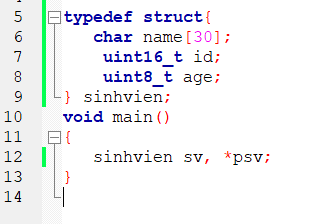 5 typedef struct{
6 char name[30];
7 uint16_t id;
8 uint8_t age;
9 } sinhvien;
10 void main()
11 {
12 sinhvien sv, *psv;
13 }
14